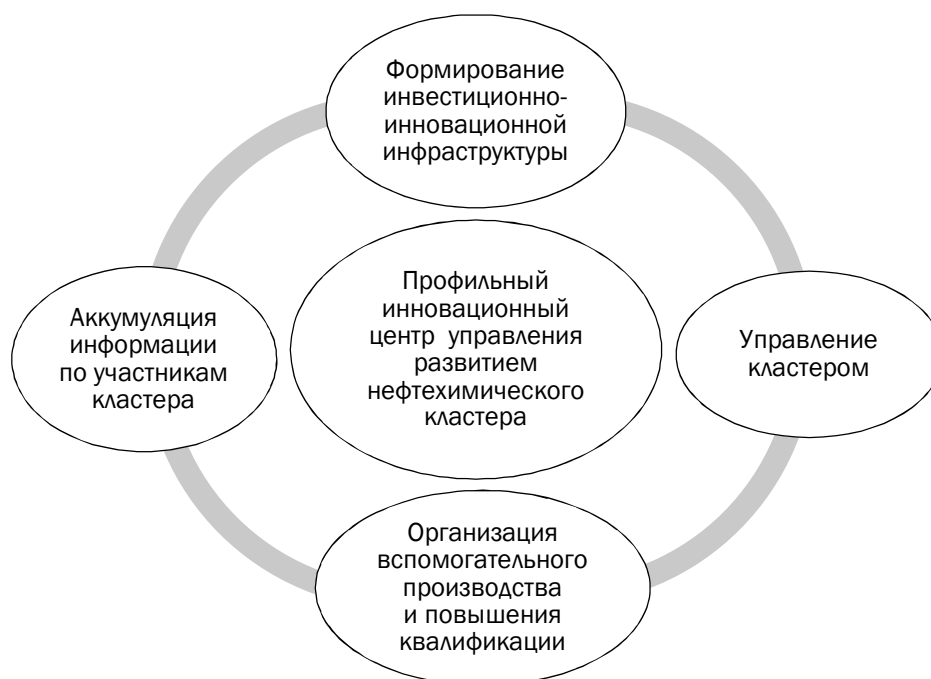 Формирование
инвестиционно-
инновационной
инфраструктуры
Аккумуляция
информации
по участникам
кластера
Профильный
инновационный
центр управления
развитием
нефтехимического
кластера
Управление
кластером
Организация
вспомогательного
производства
и повышения
квалификации